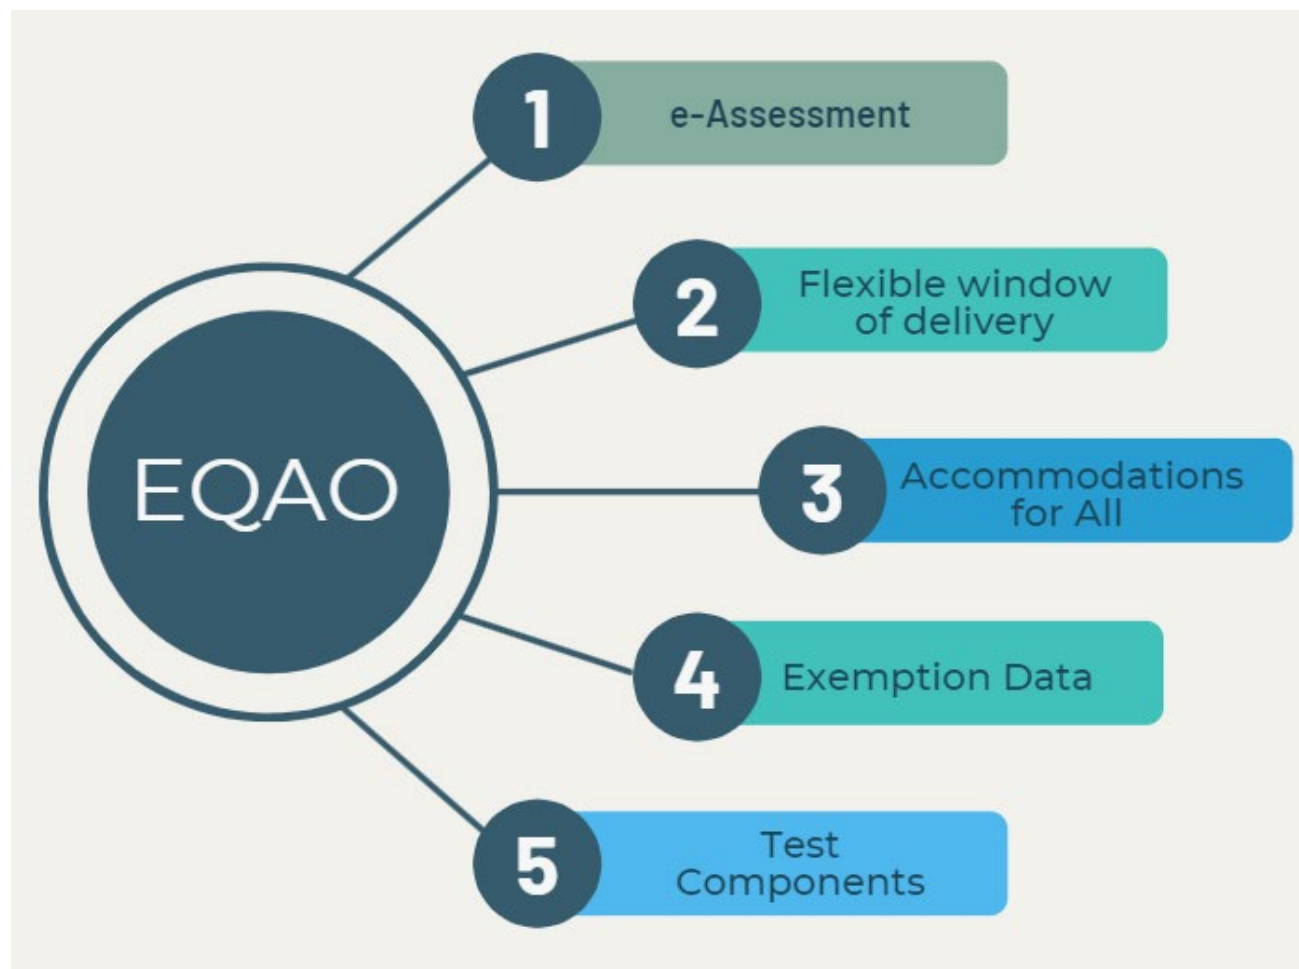 EQAO
1
e-Assessment
2
Flexible window
of delivery
3
Accommodations
for All
4
Exemption Data
5
Test
Components